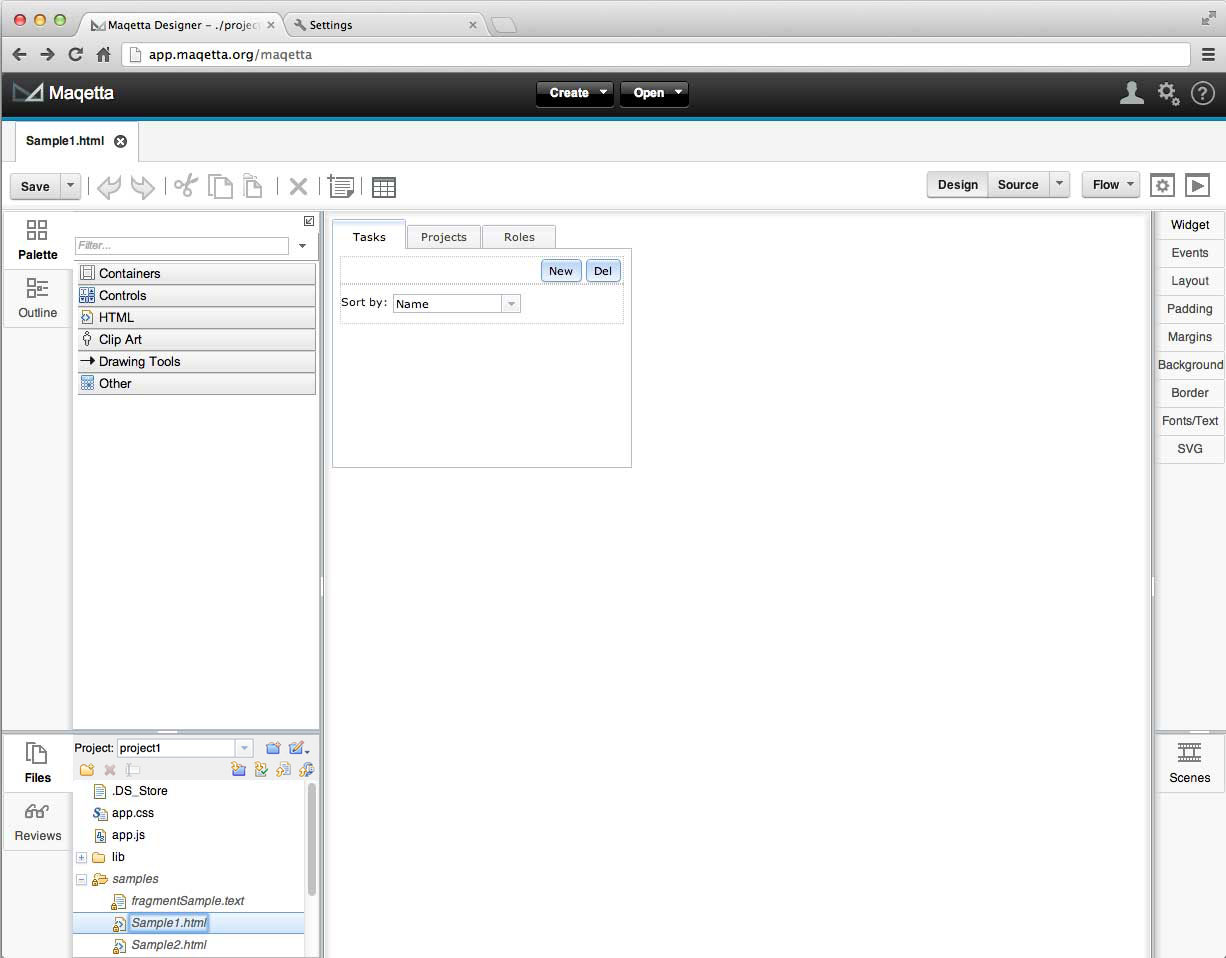 Maqetta Designer – ./projec
Settings
app.maqetta.org/maqetta
Maqetta
Create
Open
?
Sample1.html
Save
Design
Source
Flow
Palette
Outline
Filter...
Containers
Controls
HTML
Clip Art
Drawing Tools
Other
Tasks
Projects
Roles
New
Del
Sort by:
Name
Widget
Events
Layout
Padding
Margins
Background
Border
Fonts/Text
SVG
Files
Reviews
Project:
project1
.DS_Store
app.css
app.js
lib
samples
fragmentSample.text
Sample1.html
Sample2.html
Scenes